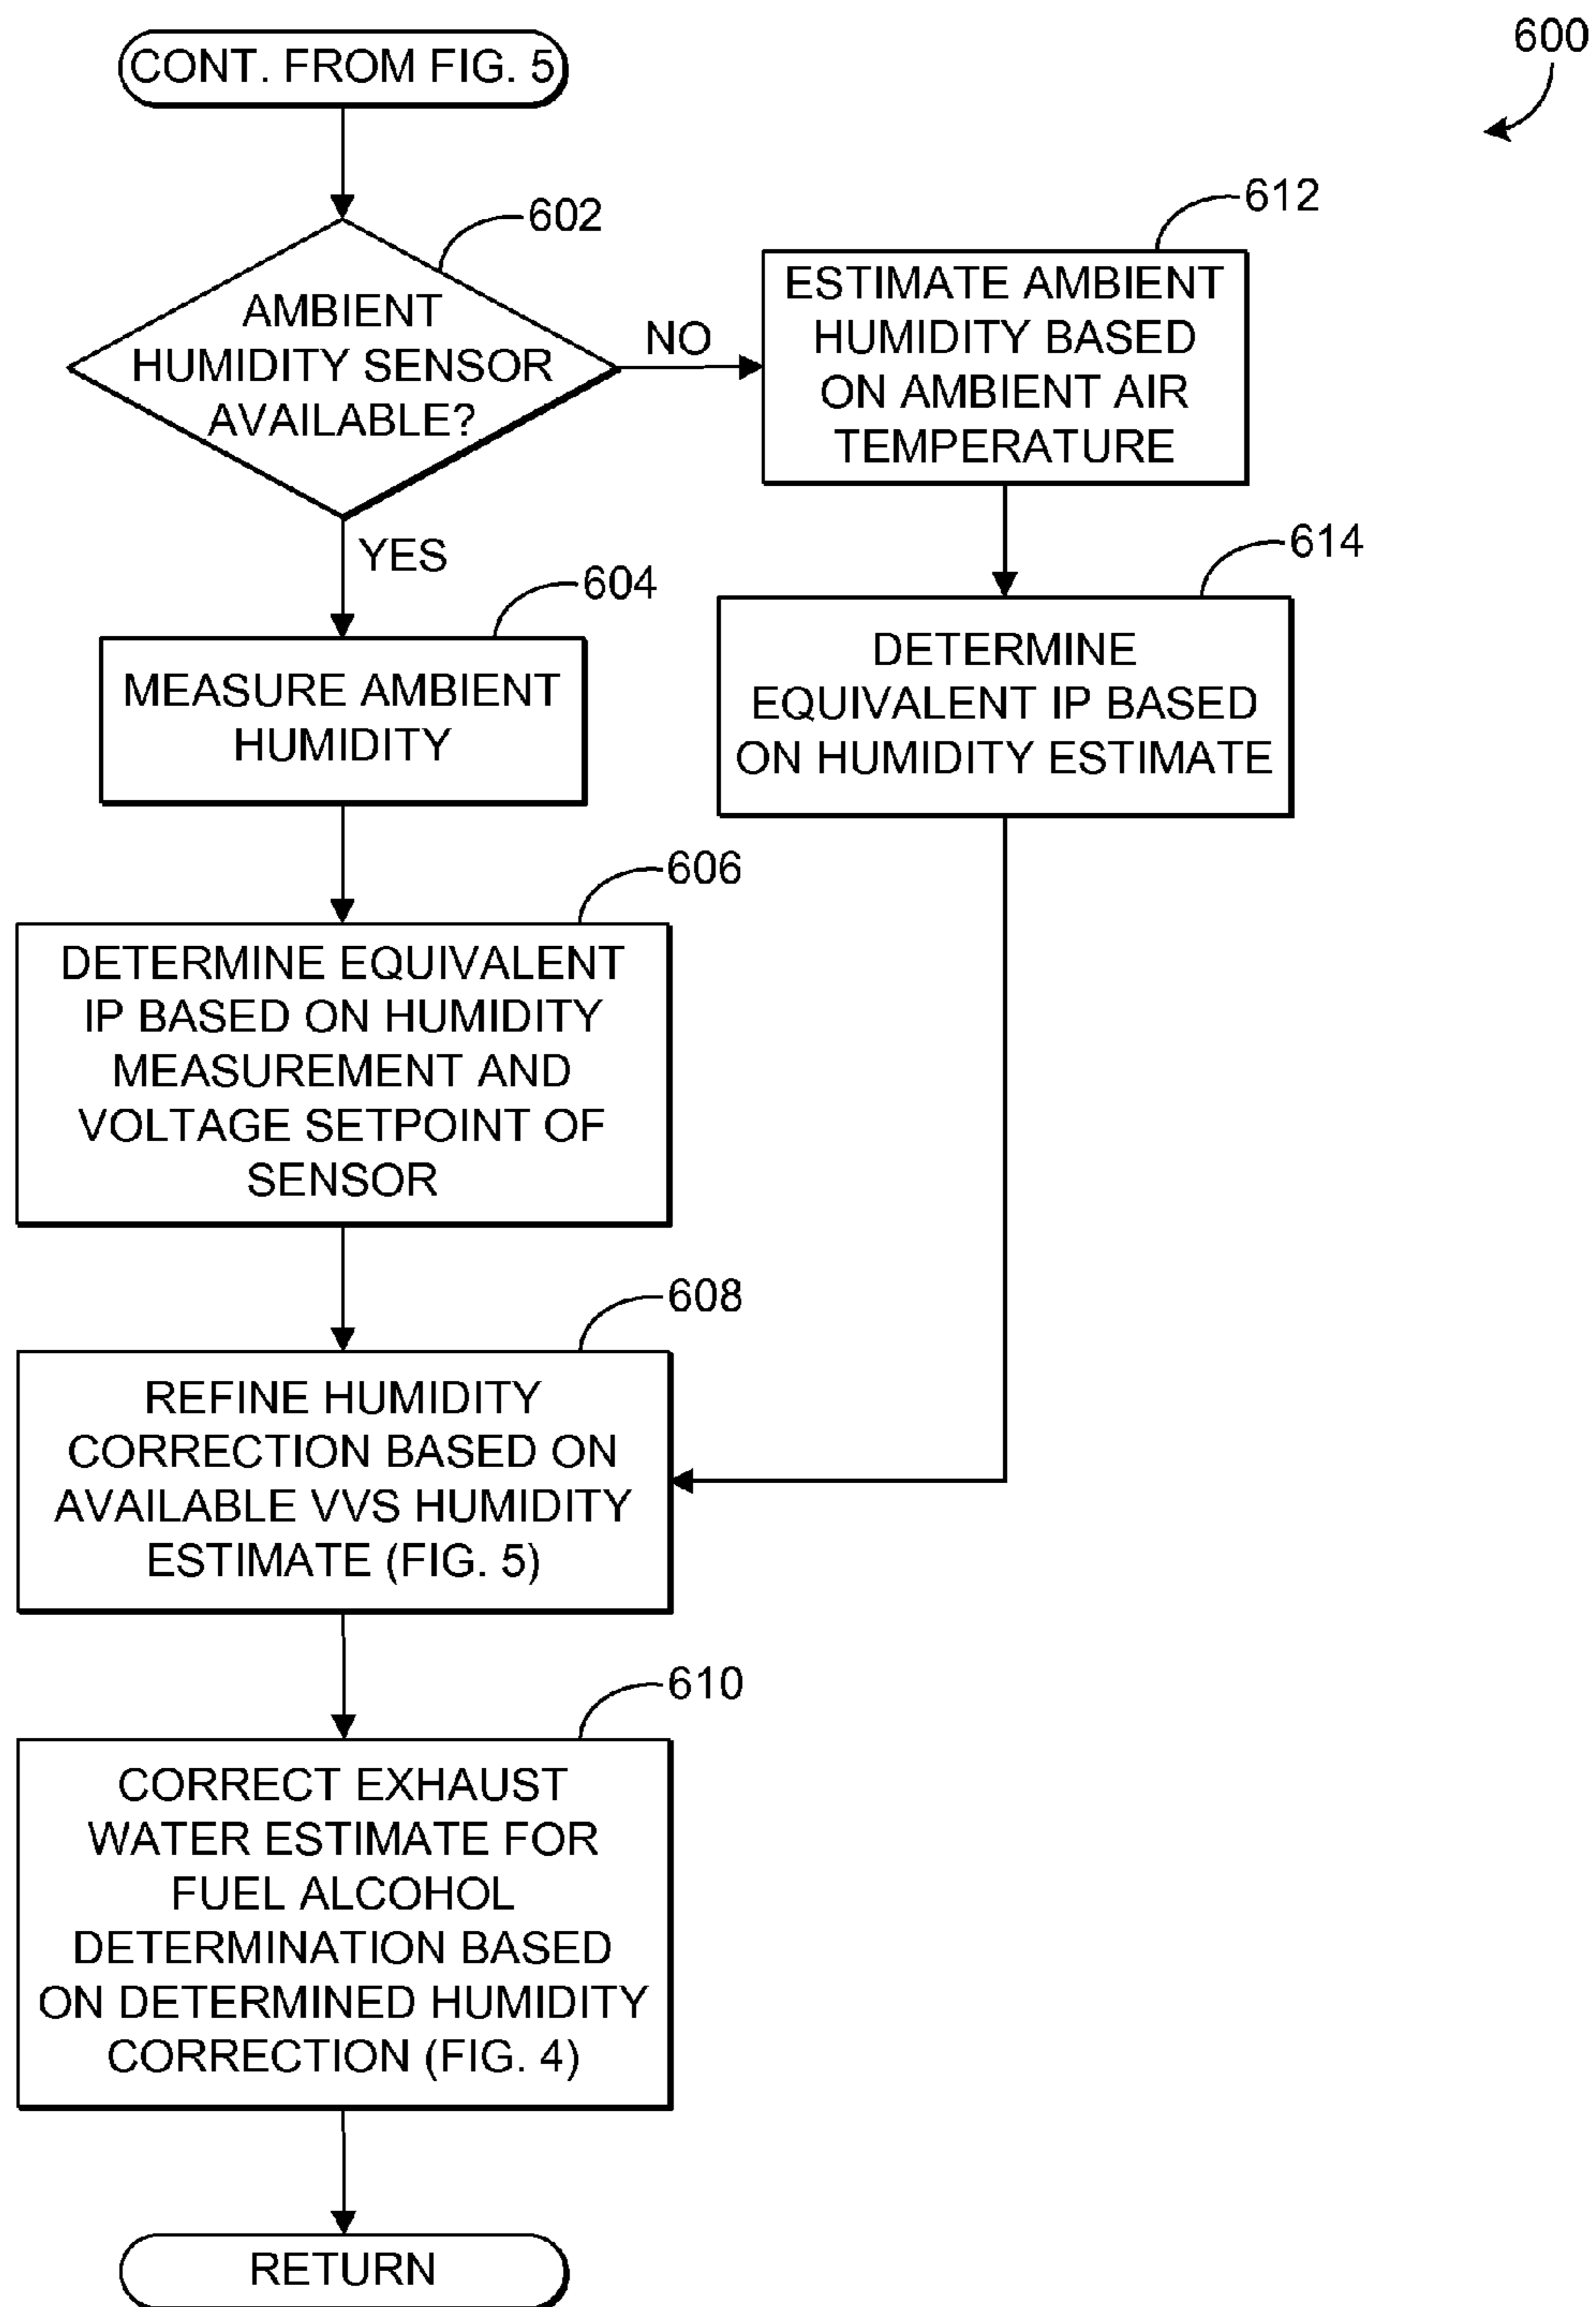 CONT. FROM FIG. 5
600
602
AMBIENT
HUMIDITY SENSOR
AVAILABLE?
NO
YES
612
ESTIMATE AMBIENT
HUMIDITY BASED
ON AMBIENT AIR
TEMPERATURE
614
DETERMINE
EQUIVALENT IP BASED
ON HUMIDITY ESTIMATE
604
MEASURE AMBIENT
HUMIDITY
606
DETERMINE EQUIVALENT
IP BASED ON HUMIDITY
MEASUREMENT AND
VOLTAGE SETPOINT OF
SENSOR
608
REFINE HUMIDITY
CORRECTION BASED ON
AVAILABLE VVS HUMIDITY
ESTIMATE (FIG. 5)
610
CORRECT EXHAUST
WATER ESTIMATE FOR
FUEL ALCOHOL
DETERMINATION BASED
ON DETERMINED HUMIDITY
CORRECTION (FIG. 4)
RETURN